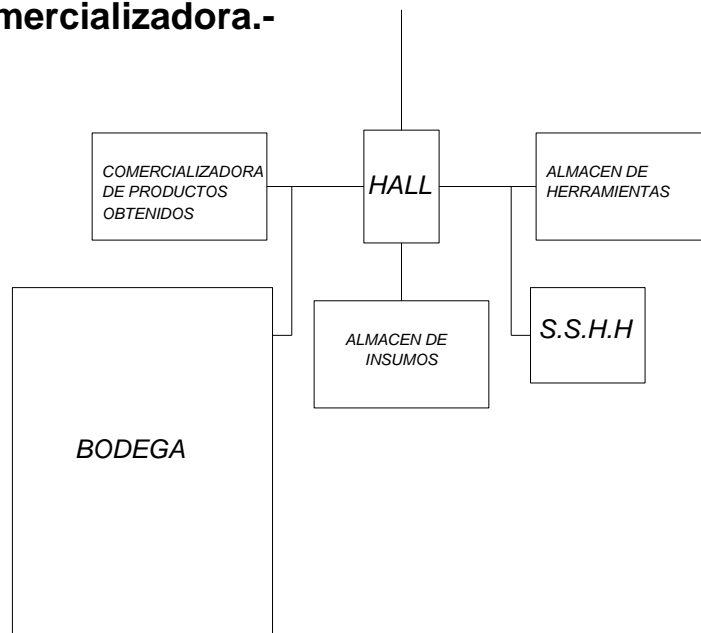 mercializadora.-
COMERCIALIZADORA
DE PRODUCTOS
OBTENIDOS
HALL
ALMACEN DE
HERRAMIENTAS
ALMACEN DE
INSUMOS
S.S.H.H
BODEGA